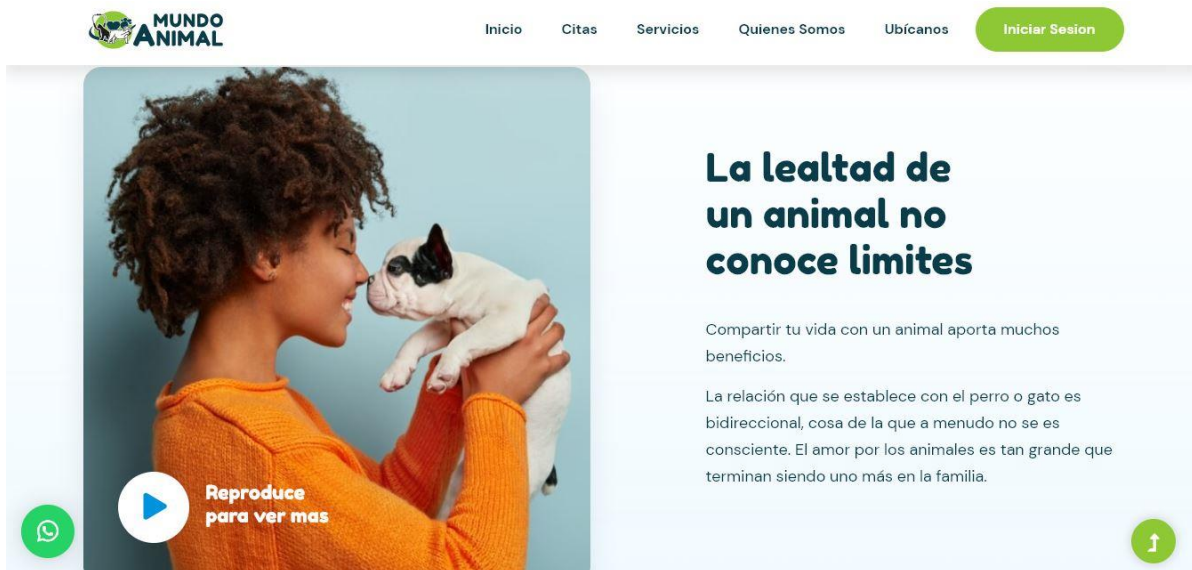 MUNDO
ANIMAL
Inicio
Citas
Servicios
Quienes Somos
Ubícanos
Iniciar Sesion
La lealtad de
un animal no
conoce limites
Compartir tu vida con un animal aporta muchos
beneficios.
La relación que se establece con el perro o gato es
bidireccional, cosa de la que a menudo no se es
consciente. El amor por los animales es tan grande que
terminan siendo uno más en la familia.
Reproduce
para ver mas